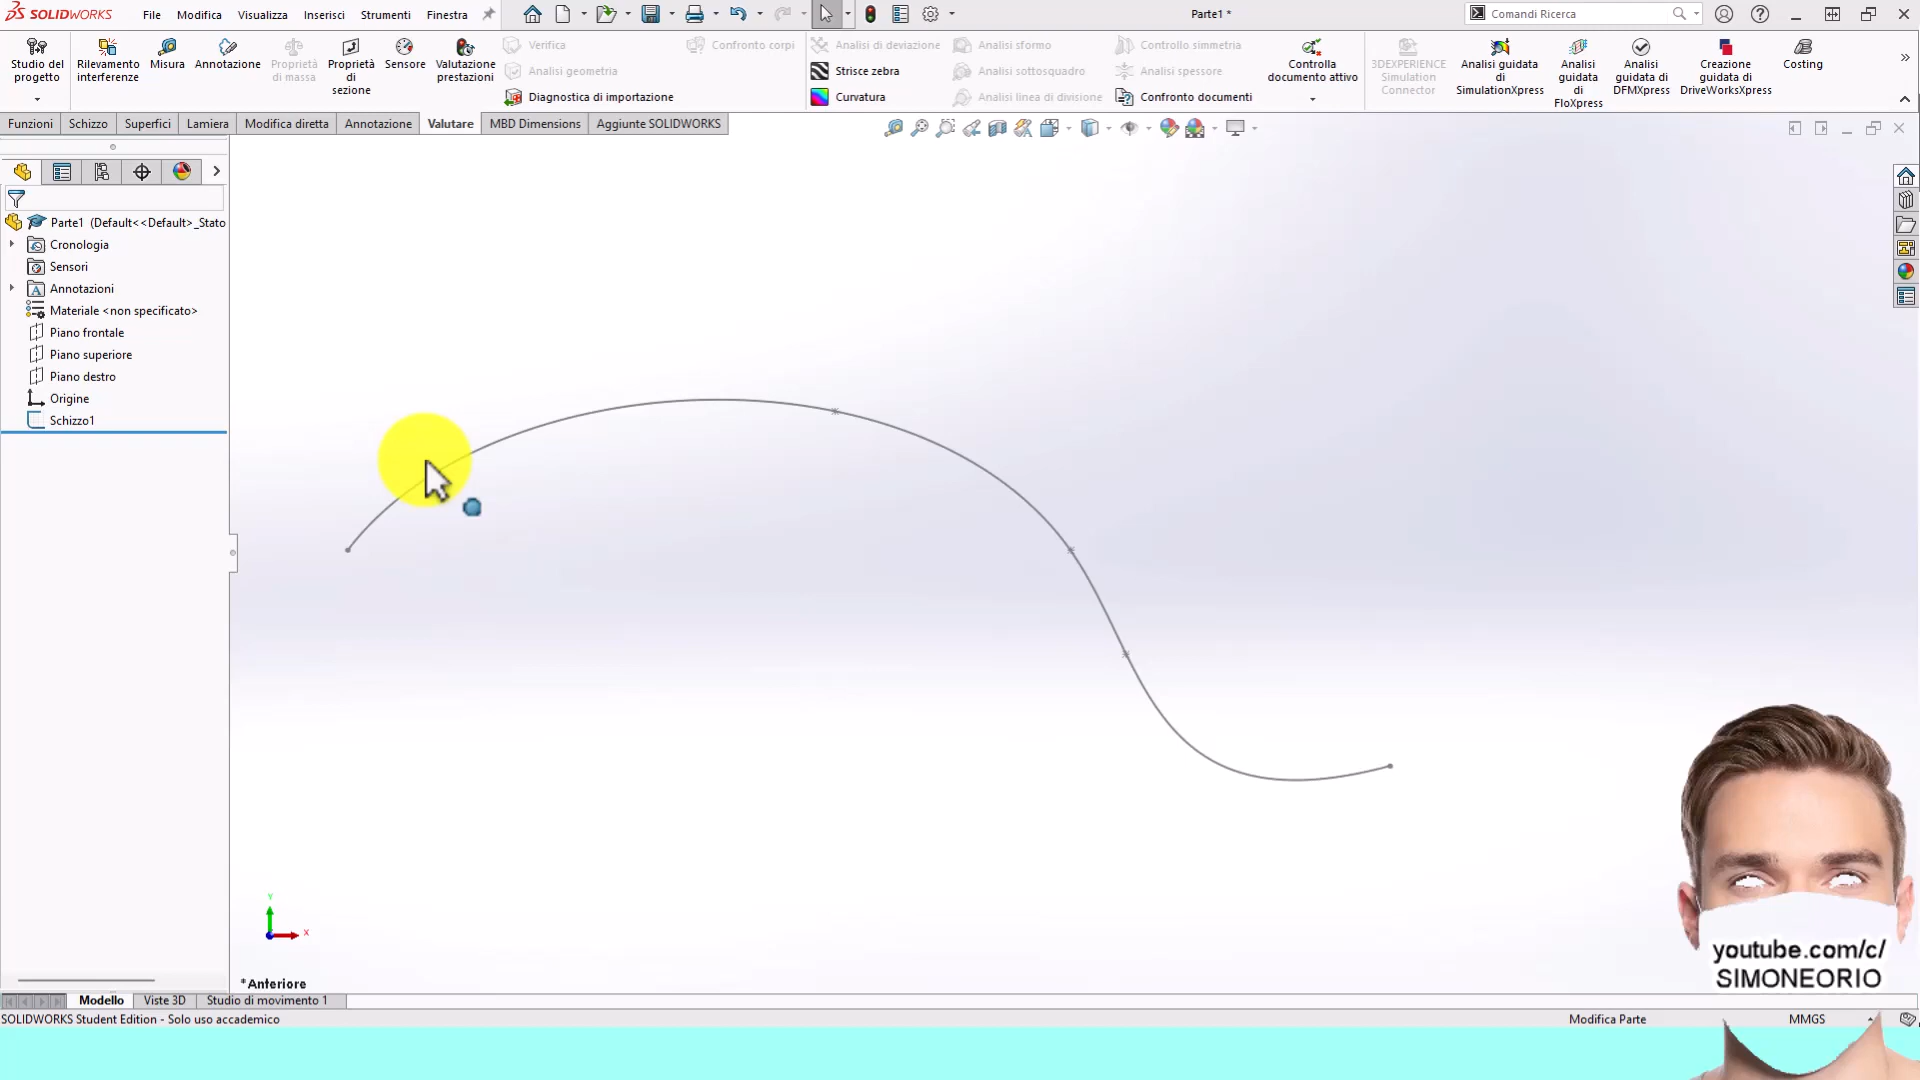 SOLIDWORKS
File
Modifica
Visualizza
Inserisci
Strumenti
Finestra
Parte1 *
Comandi Ricerca
Studio del progetto
Rilevamento interferenze
Misura
Annotazione
Proprietà di massa
Proprietà di sezione
Sensore
Valutazione prestazioni
Verifica
Analisi geometria
Diagnostica di importazione
Confronto corpi
Analisi di deviazione
Strisce zebra
Curvatura
Analisi sformo
Analisi sottosquadro
Analisi linea di divisione
Controllo simmetria
Analisi spessore
Confronto documenti
Controlla documento attivo
3DEXPERIENCE Simulation Connector
Analisi guidata di SimulationXpress
Analisi guidata di FloXpress
Analisi guidata di DFMXpress
Creazione guidata di DriveWorksXpress
Costing
Funzioni
Schizzo
Superfici
Lamiera
Modifica diretta
Annotazione
Valutare
MBD Dimensions
Aggiunte SOLIDWORKS
Parte1 (Default<<Default>_Stato
Cronologia
Sensori
Annotazioni
Materiale <non specificato>
Piano frontale
Piano superiore
Piano destro
Origine
Schizzo1
Y
X
*Anteriore
Modello
Viste 3D
Studio di movimento 1
SOLIDWORKS Student Edition - Solo uso accademico
Modifica Parte
MMGS
youtube.com/c/
SIMONEORIO